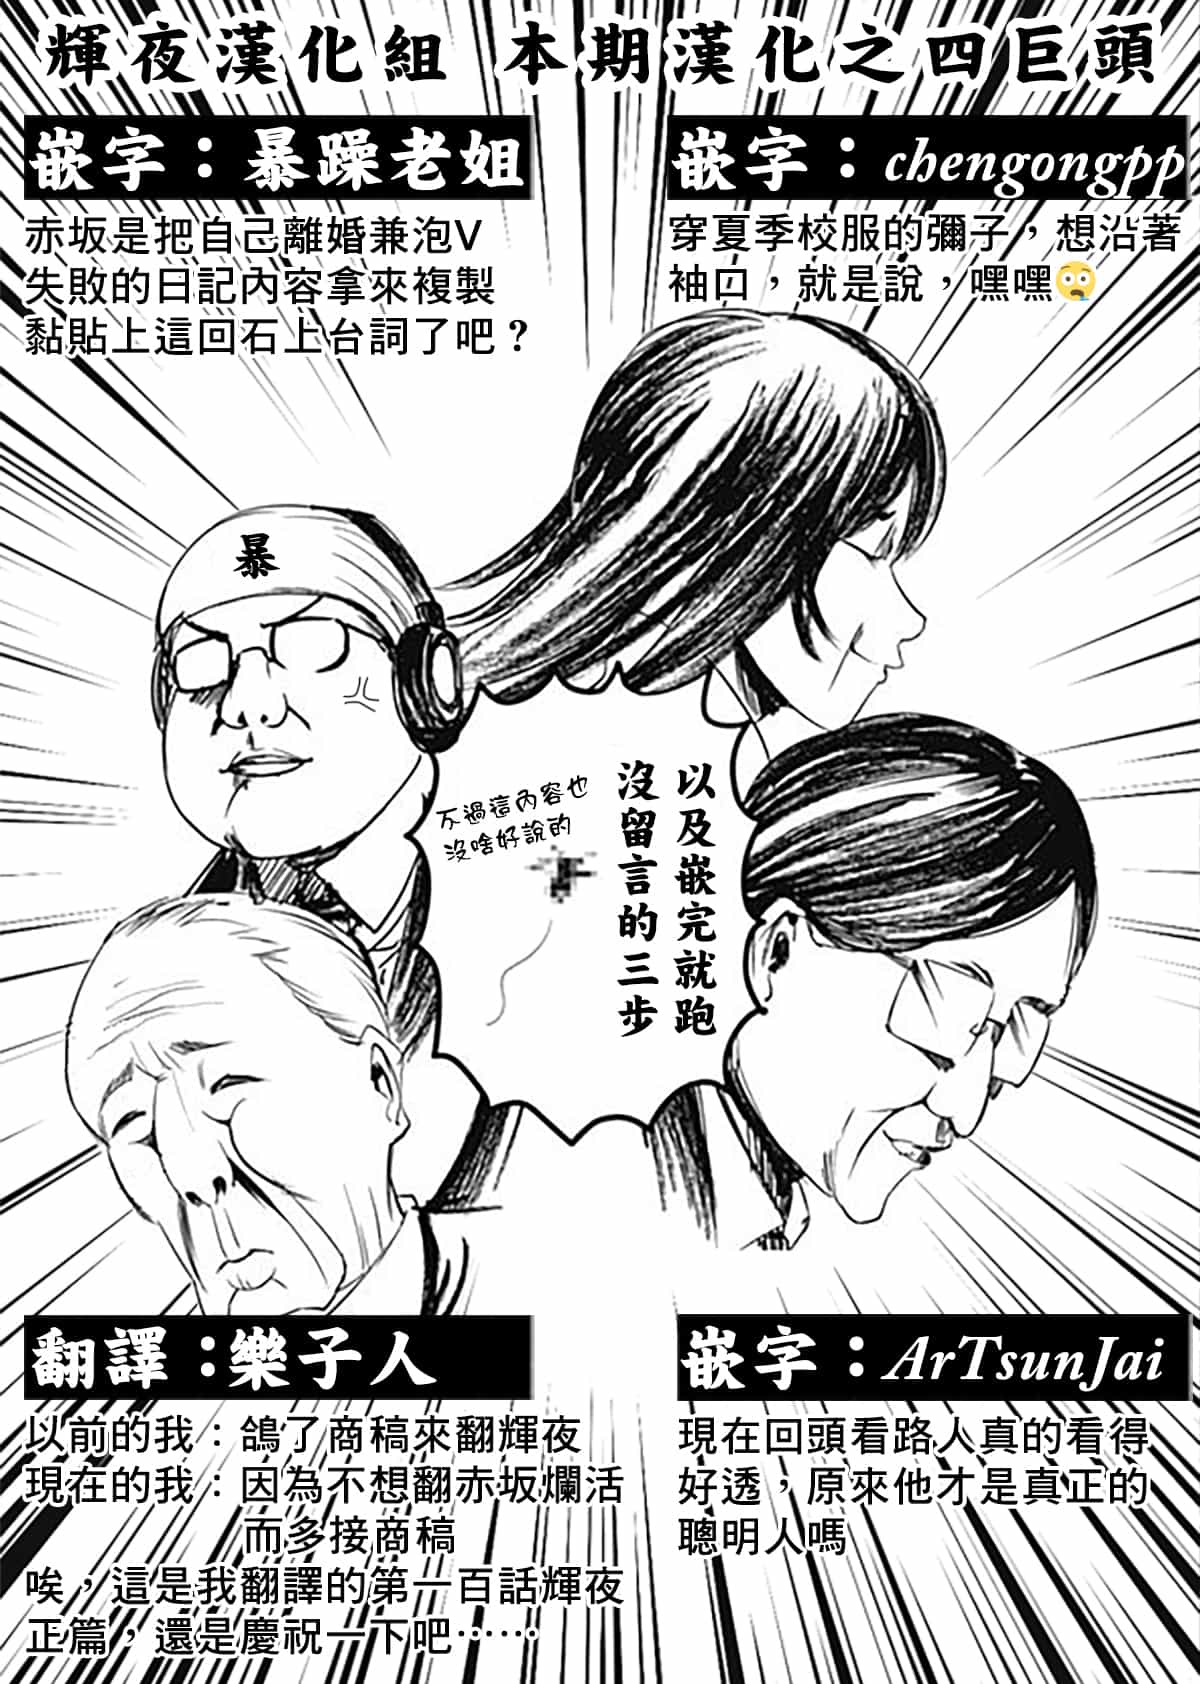 輝夜漢化組 本期漢化之四巨頭
嵌字：暴躁老姐
赤坂是把自己離婚兼泡V
失敗的日記內容拿來複製
黏貼上這回石上台詞了吧？
嵌字：chengongpp
穿夏季校服的彌子，想沿著
袖口，就是說，嘿嘿🤤
暴
以及嵌完就跑
沒留言的三步
不過這內容也
沒啥好說的
翻譯：樂子人
以前的我：鴿了商稿來翻輝夜
現在的我：因為不想翻赤坂爛活
而多接商稿
唉，這是我翻譯的第一百話輝夜
正篇，還是慶祝一下吧……
嵌字：ArTsunJai
現在回頭看路人真的看得
好透，原來他才是真正的
聰明人嗎